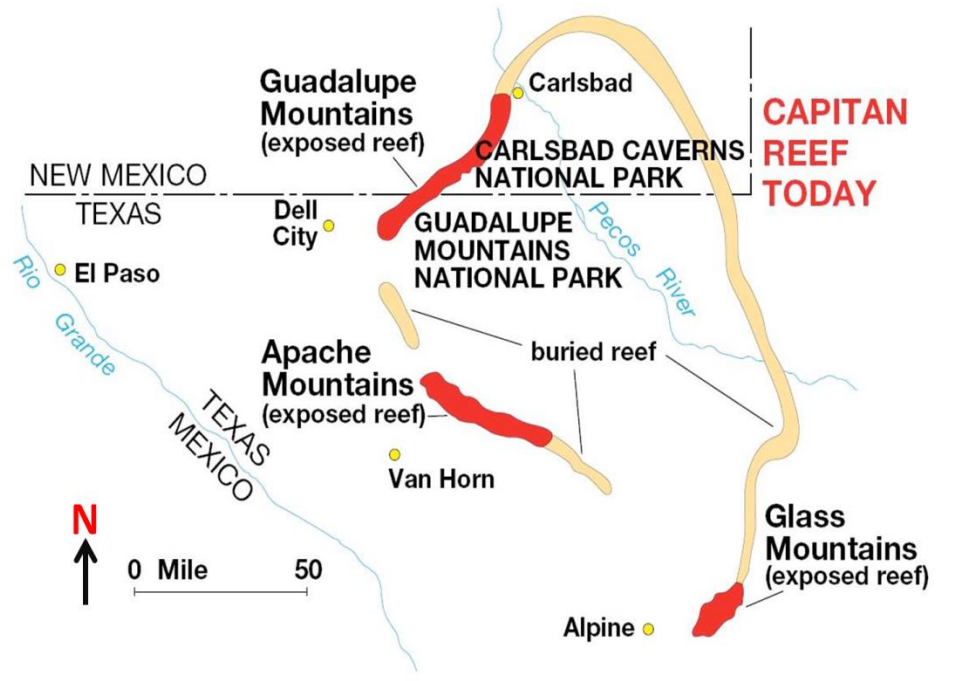 Guadalupe
Mountains
(exposed reef)
Carlsbad
CAPITAN
REEF
TODAY
CARLSBAD CAVERNS
NATIONAL PARK
NEW MEXICO
TEXAS
Dell
City
GUADALUPE
MOUNTAINS
NATIONAL PARK
Pecos
River
El Paso
Rio
Grande
buried reef
Apache
Mountains
(exposed reef)
TEXAS
MEXICO
Van Horn
N
0 Mile 50
Glass
Mountains
(exposed reef)
Alpine